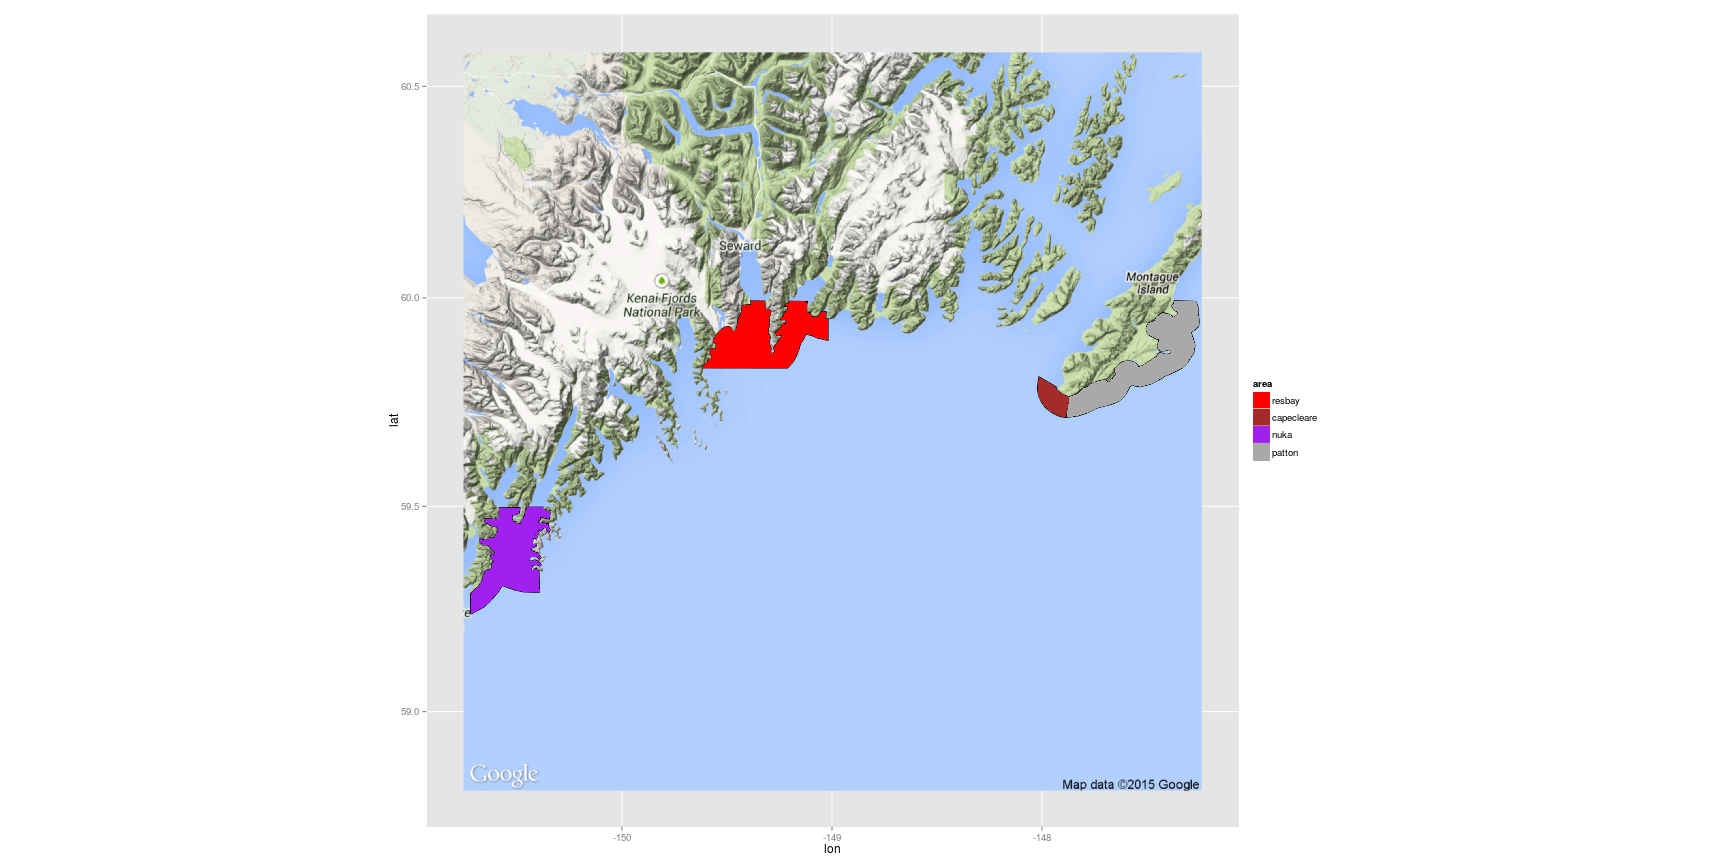 60.5
60.0
59.5
59.0
lat
Seward
Kenai Fjords
National Park
Montague
Island
e
Google
Map data ©2015 Google
-150
-149
-148
lon
area
resbay
capecleare
nuka
patton